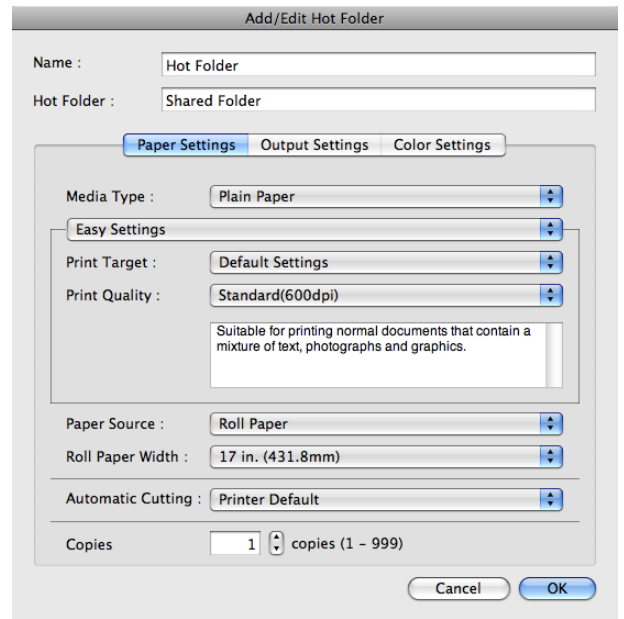 Add/Edit Hot Folder
Name :
Hot Folder
Hot Folder :
Shared Folder
Paper Settings
Output Settings
Color Settings
Media Type :
Plain Paper
Easy Settings
Print Target :
Default Settings
Print Quality :
Standard(600dpi)
Suitable for printing normal documents that contain a
mixture of text, photographs and graphics.
Paper Source :
Roll Paper
Roll Paper Width :
17 in. (431.8mm)
Automatic Cutting :
Printer Default
Copies
1
copies (1 – 999)
Cancel
OK